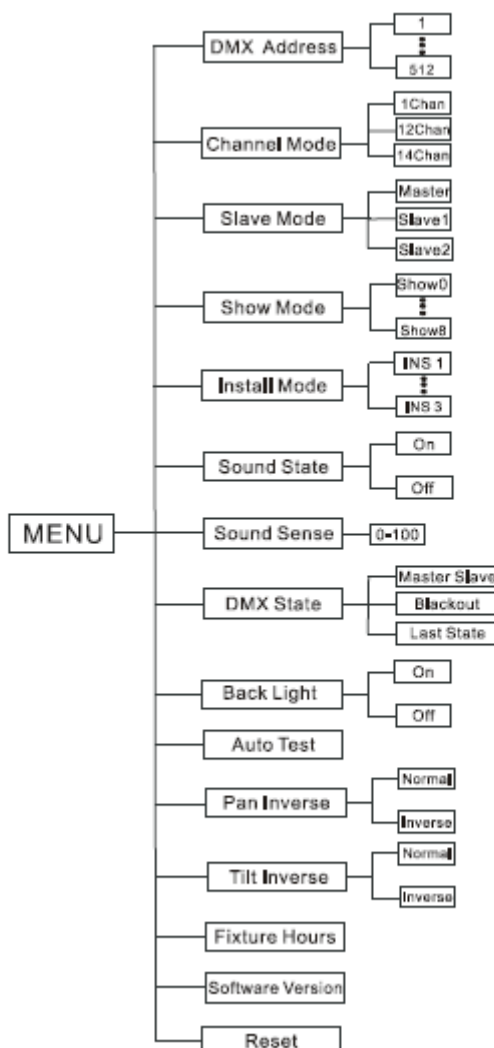 MENU
DMX Address
1
512
Channel Mode
1Chan
12Chan
14Chan
Slave Mode
Master
Slave1
Slave2
Show Mode
Show0
Show8
Install Mode
INS 1
INS 3
Sound State
On
Off
Sound Sense
0-100
DMX State
Master Slave
Blackout
Last State
Back Light
On
Off
Auto Test
Pan Inverse
Normal
Inverse
Tilt Inverse
Normal
Inverse
Fixture Hours
Software Version
Reset